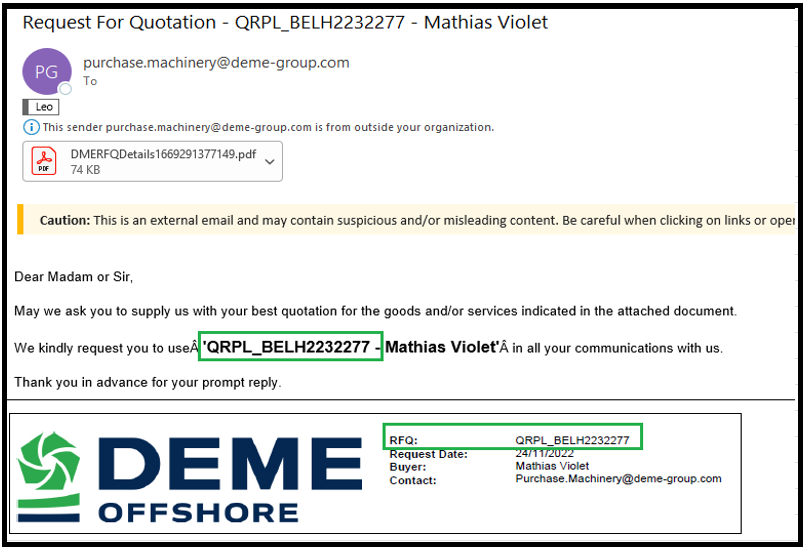 Request For Quotation - QRPL_BELH2232277 - Mathias Violet
PG
purchase.machinery@deme-group.com
To
Leo
This sender purchase.machinery@deme-group.com is from outside your organization.
PDF
DMERFQDetails1669291377149.pdf
74 KB
Caution: This is an external email and may contain suspicious and/or misleading content. Be careful when clicking on links or oper
Dear Madam or Sir,
May we ask you to supply us with your best quotation for the goods and/or services indicated in the attached document.
We kindly request you to useÂ 'QRPL_BELH2232277 - Mathias Violet'Â in all your communications with us.
Thank you in advance for your prompt reply.
DEME
OFFSHORE
RFQ: QRPL_BELH2232277
Request Date: 24/11/2022
Buyer: Mathias Violet
Contact: Purchase.Machinery@deme-group.com